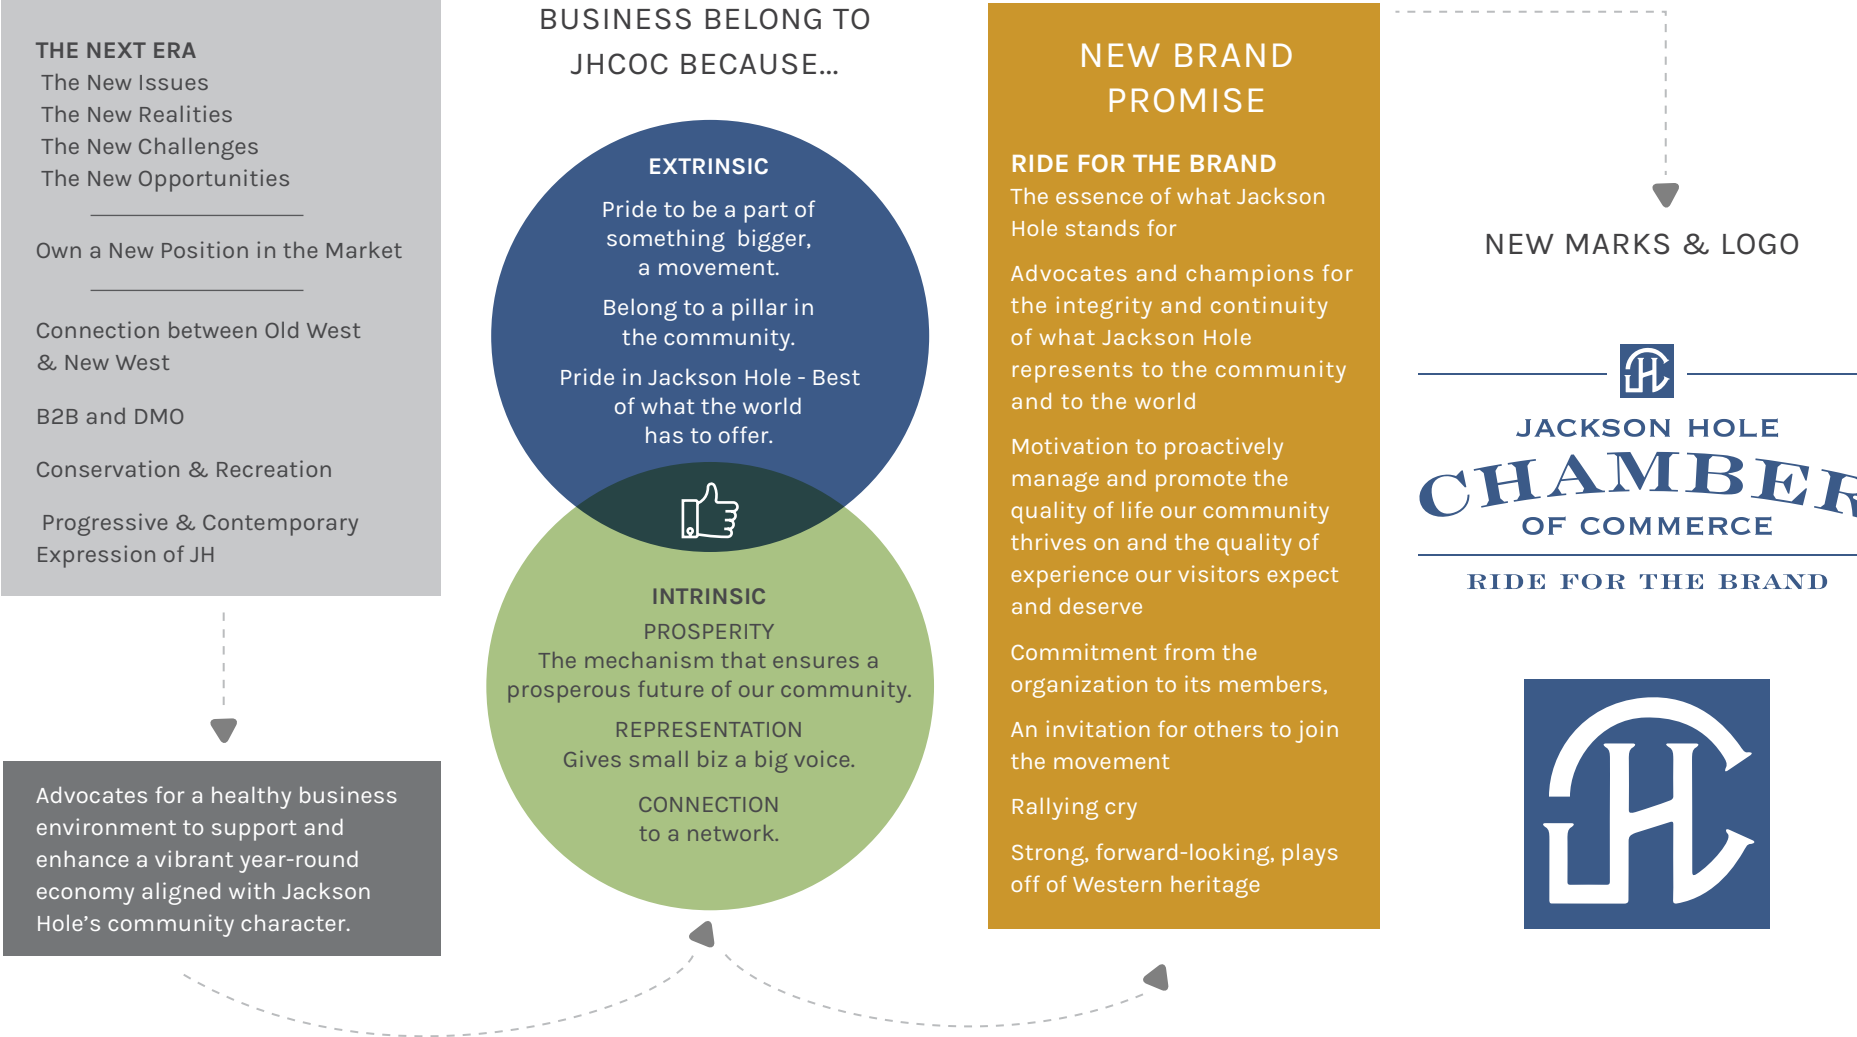 THE NEXT ERA
The New Issues
The New Realities
The New Challenges
The New Opportunities
Own a New Position in the Market
Connection between Old West
& New West
B2B and DMO
Conservation & Recreation
Progressive & Contemporary
Expression of JH
Advocates for a healthy business
environment to support and
enhance a vibrant year-round
economy aligned with Jackson
Hole’s community character.
BUSINESS BELONG TO
JHCOC BECAUSE...
EXTRINSIC
Pride to be a part of
something bigger,
a movement.
Belong to a pillar in
the community.
Pride in Jackson Hole - Best
of what the world
has to offer.
INTRINSIC
PROSPERITY
The mechanism that ensures a
prosperous future of our community.
REPRESENTATION
Gives small biz a big voice.
CONNECTION
to a network.
NEW BRAND
PROMISE
RIDE FOR THE BRAND
The essence of what Jackson
Hole stands for
Advocates and champions for
the integrity and continuity
of what Jackson Hole
represents to the community
and to the world
Motivation to proactively
manage and promote the
quality of life our community
thrives on and the quality of
experience our visitors expect
and deserve
Commitment from the
organization to its members,
An invitation for others to join
the movement
Rallying cry
Strong, forward-looking, plays
off of Western heritage
NEW MARKS & LOGO
JHC
JACKSON HOLE
CHAMBER
OF COMMERCE
RIDE FOR THE BRAND
JHC